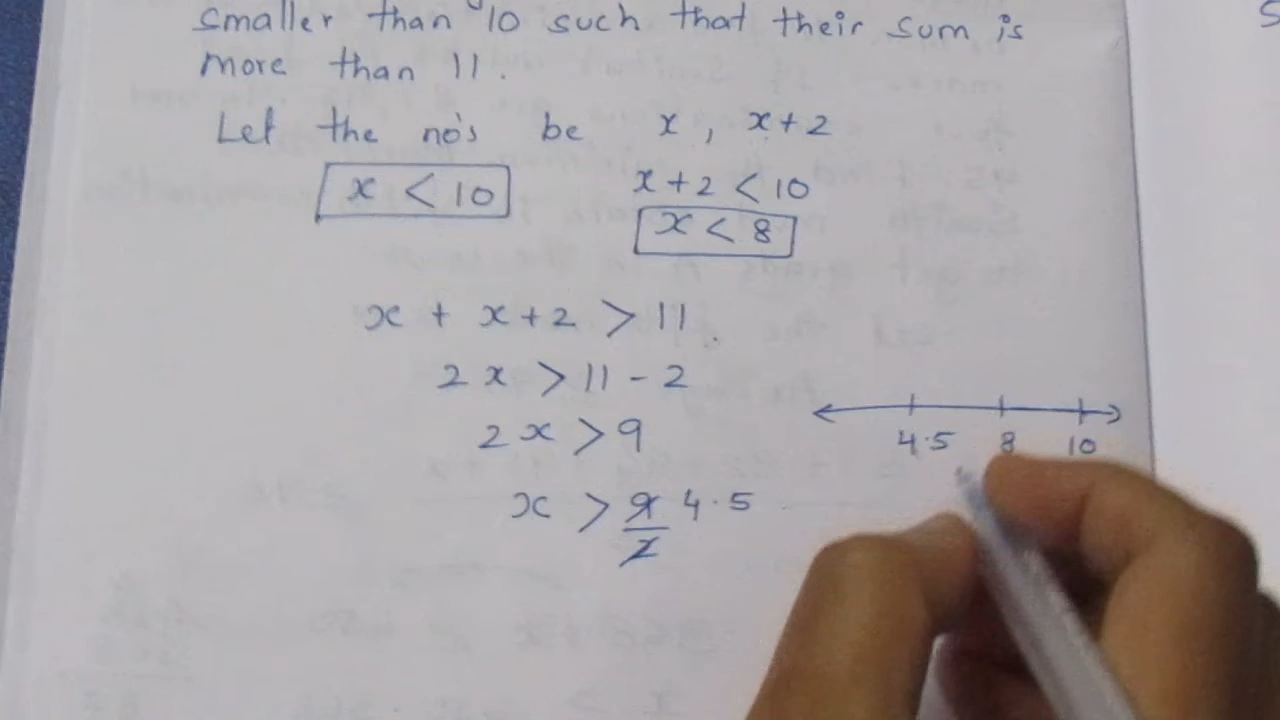 smaller than 10 such that their sum is
more than 11.
Let the no's be x, x+2
x < 10 x+2 < 10
x < 8
x + x+2 > 11
2x > 11 - 2
2x > 9
4.5 8 10
x > 9/2 4.5